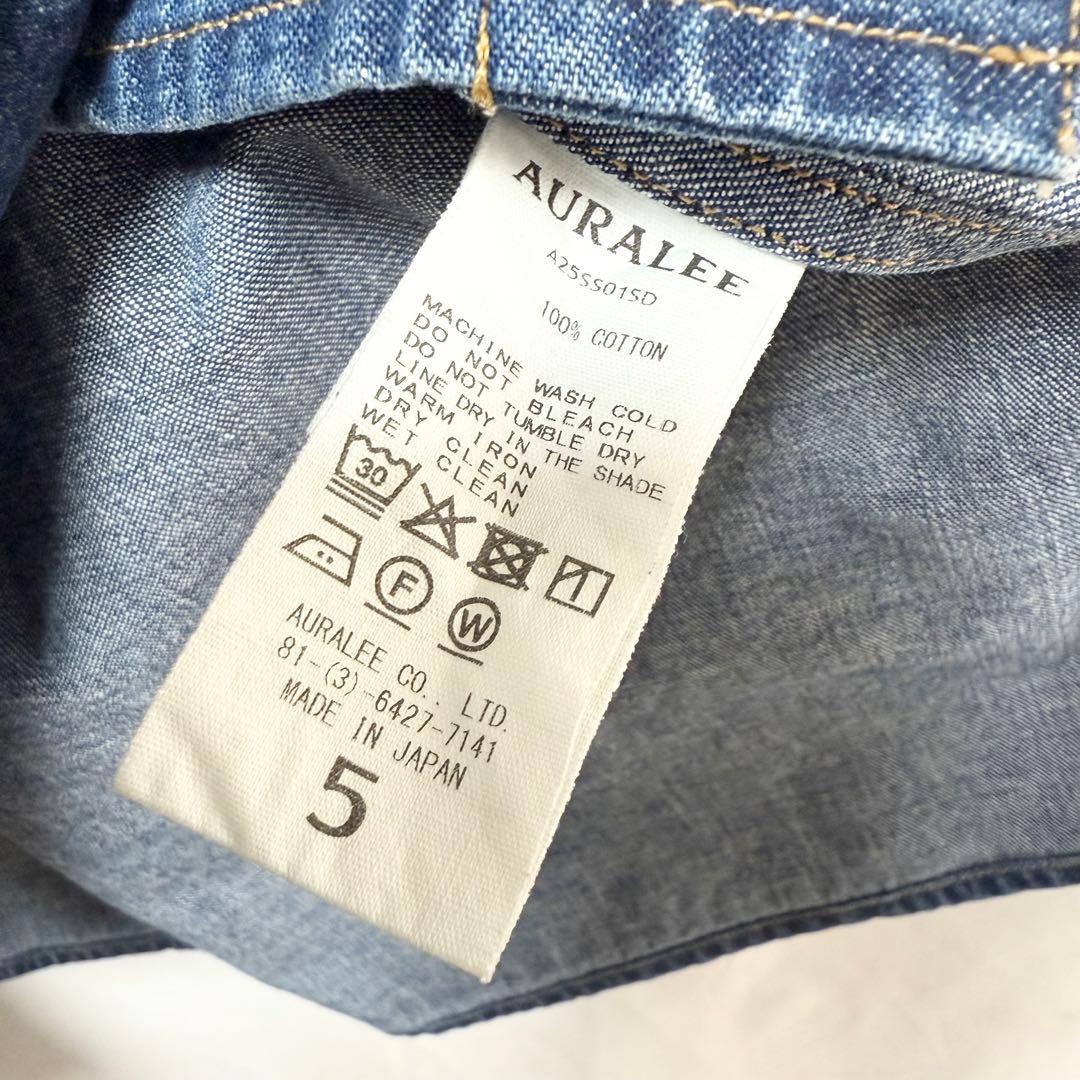 AURALEE
A25SS01SD
100% COTTON
MACHINE WASH COLD
DO NOT BLEACH
DO NOT TUMBLE DRY
LINE DRY IN THE SHADE
WARM IRON
DRY CLEAN
WET CLEAN
30
F
W
AURALEE CO., LTD.
81-(3)-6427-7141
MADE IN JAPAN
5